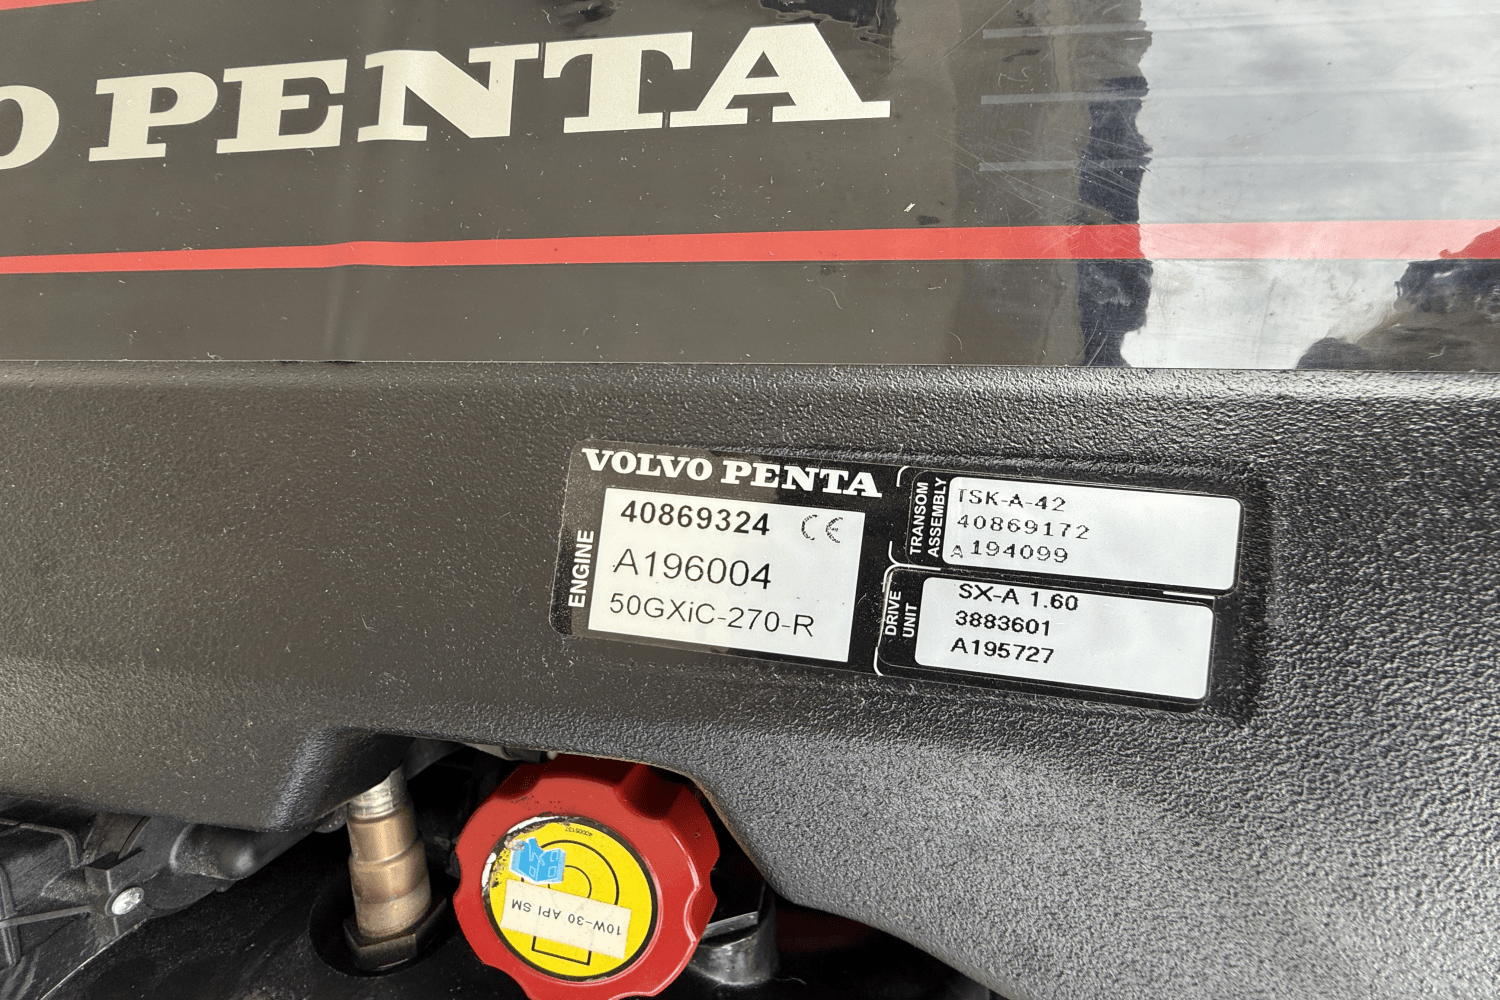 O PENTA
VOLVO PENTA
ENGINE
40869324 CE
A196004
50GXiC-270-R
TRANSOM
ASSEMBLY
TSK-A-42
40869172
A194099
DRIVE
UNIT
SX-A 1.60
3883601
A195727
10W-30 API SM